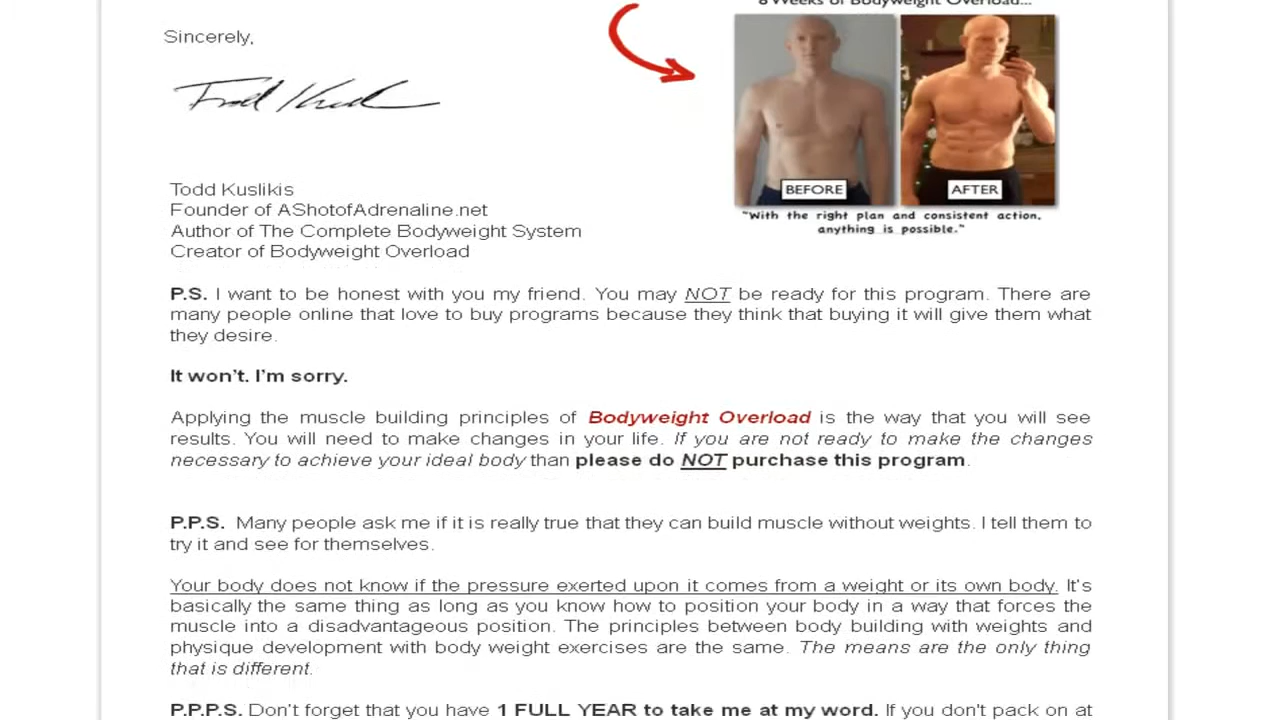 8 Weeks of Bodyweight Overload...
Sincerely,
Todd Kuslikis
Founder of AShotofAdrenaline.net
Author of The Complete Bodyweight System
Creator of Bodyweight Overload
BEFORE
AFTER
"With the right plan and consistent action,
anything is possible."
P.S. I want to be honest with you my friend. You may NOT be ready for this program. There are
many people online that love to buy programs because they think that buying it will give them what
they desire.
It won't. I'm sorry.
Applying the muscle building principles of Bodyweight Overload is the way that you will see
results. You will need to make changes in your life. If you are not ready to make the changes
necessary to achieve your ideal body than please do NOT purchase this program.
P.P.S. Many people ask me if it is really true that they can build muscle without weights. I tell them to
try it and see for themselves.
Your body does not know if the pressure exerted upon it comes from a weight or its own body. It's
basically the same thing as long as you know how to position your body in a way that forces the
muscle into a disadvantageous position. The principles between body building with weights and
physique development with body weight exercises are the same. The means are the only thing
that is different.
P.P.P.S. Don't forget that you have 1 FULL YEAR to take me at my word. If you don't pack on at